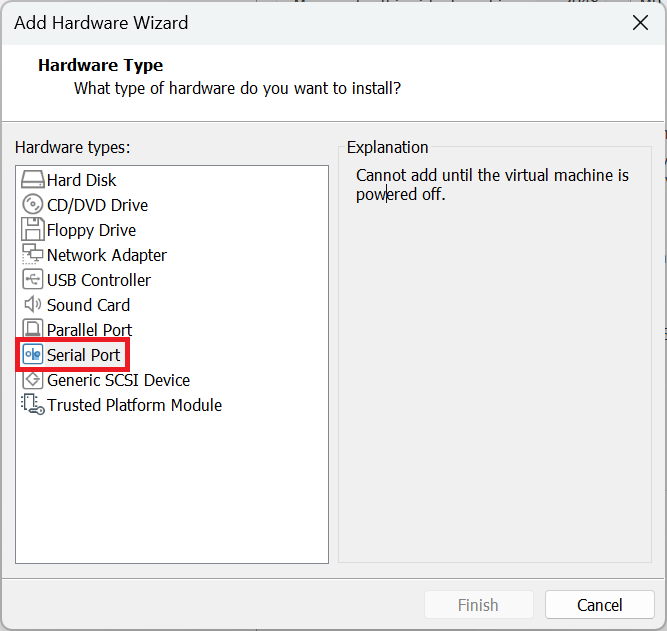 Add Hardware Wizard
Hardware Type
What type of hardware do you want to install?
Hardware types:
Hard Disk
CD/DVD Drive
Floppy Drive
Network Adapter
USB Controller
Sound Card
Parallel Port
Serial Port
Generic SCSI Device
Trusted Platform Module
Explanation
Cannot add until the virtual machine is
powered off.
Finish
Cancel